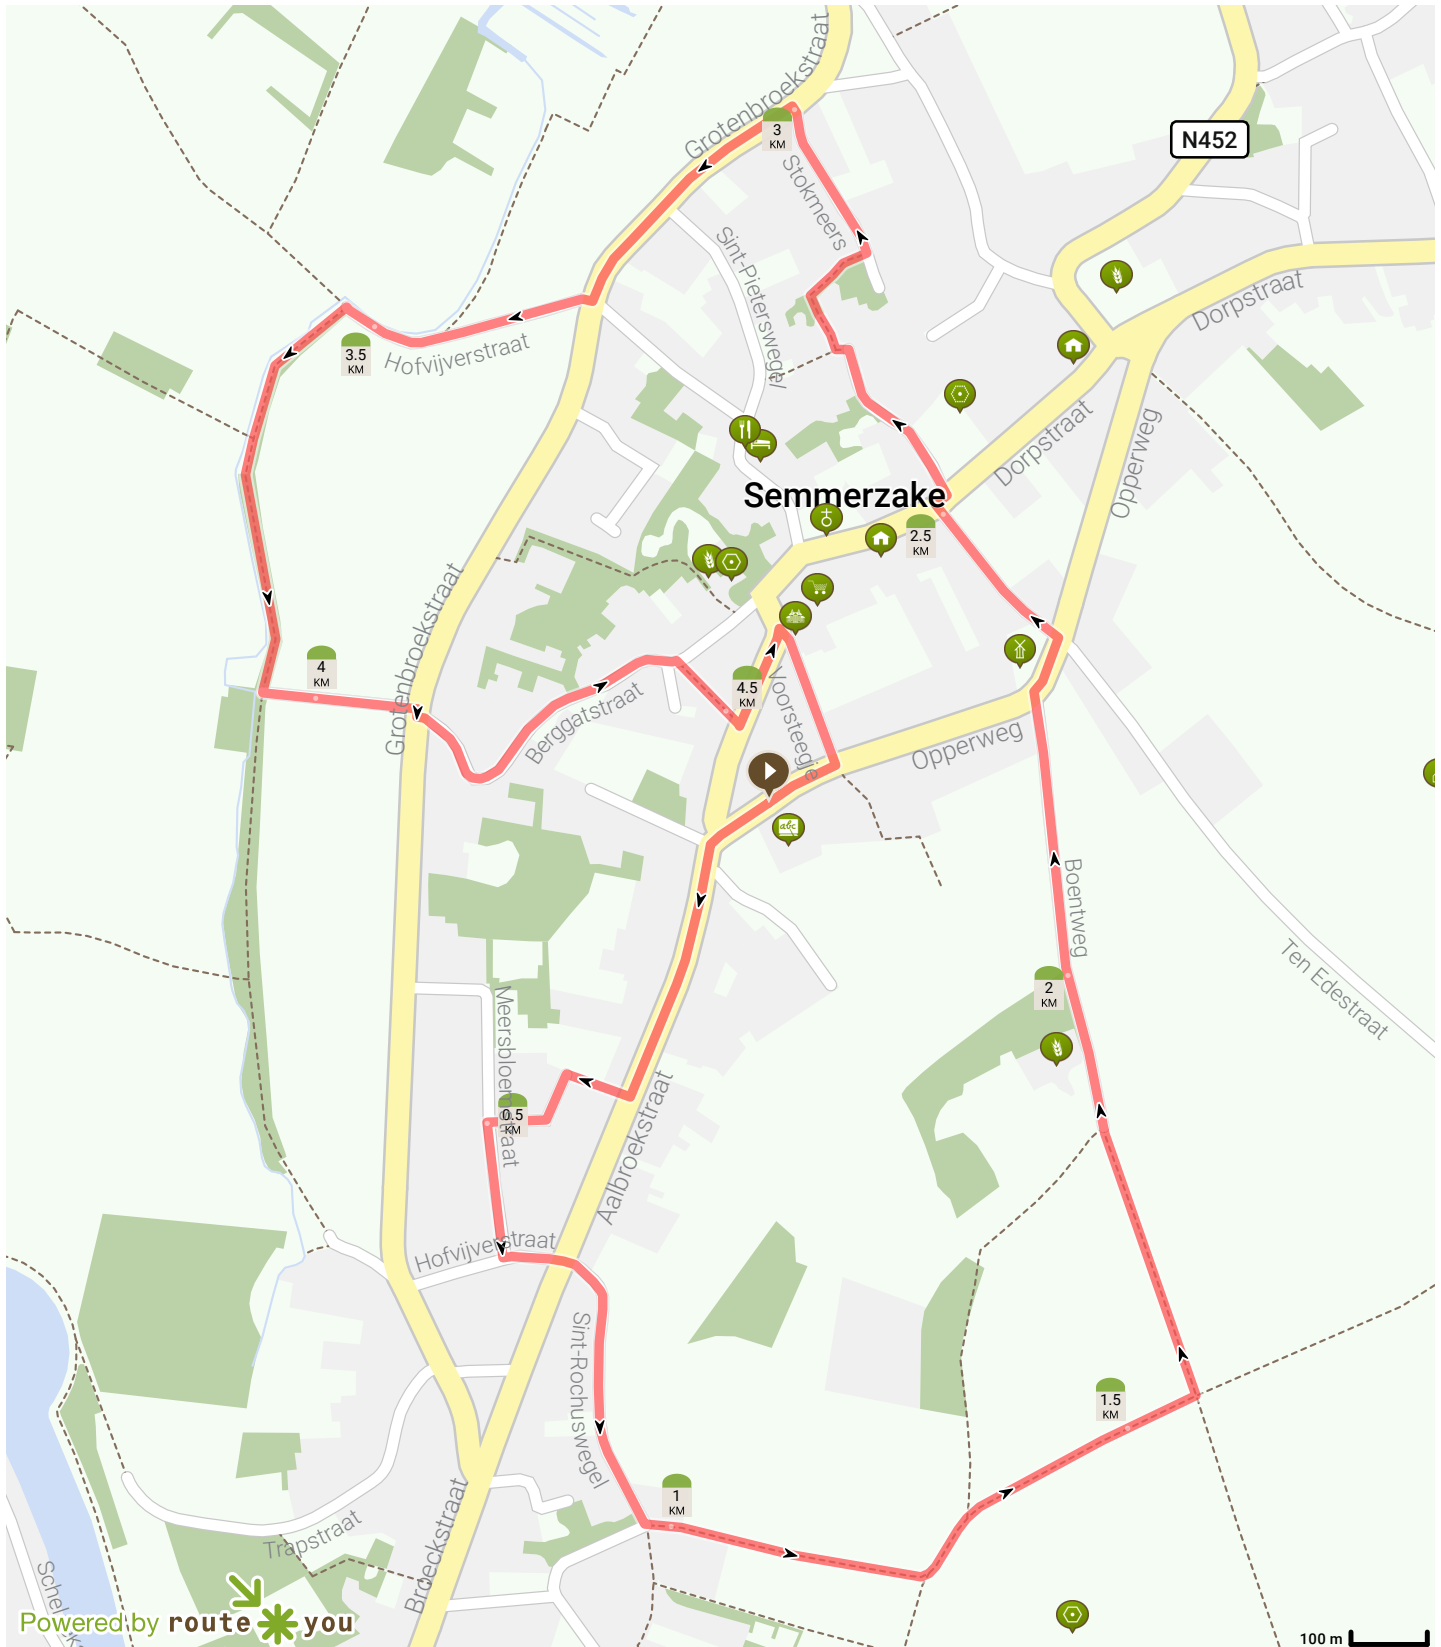 Grotenbroekstraat
N452
3
KM
Stokmeers
Sint-Pieterswegel
Dorpstraat
3.5
KM
Hofvijverstraat
Dorpstraat
Opperweg
Semmerzake
2.5
KM
Grotenbroekstraat
4
KM
4.5
KM
Voorsteegje
Berggatstraat
Opperweg
abc
Boentweg
Ten Edestraat
2
KM
Meersbloemstraat
0.5
KM
Aalbroekstraat
Hofvijverstraat
Sint-Rochuswegel
1.5
KM
1
KM
Broeckstraat
Trapstraat
Powered by route you
100 m